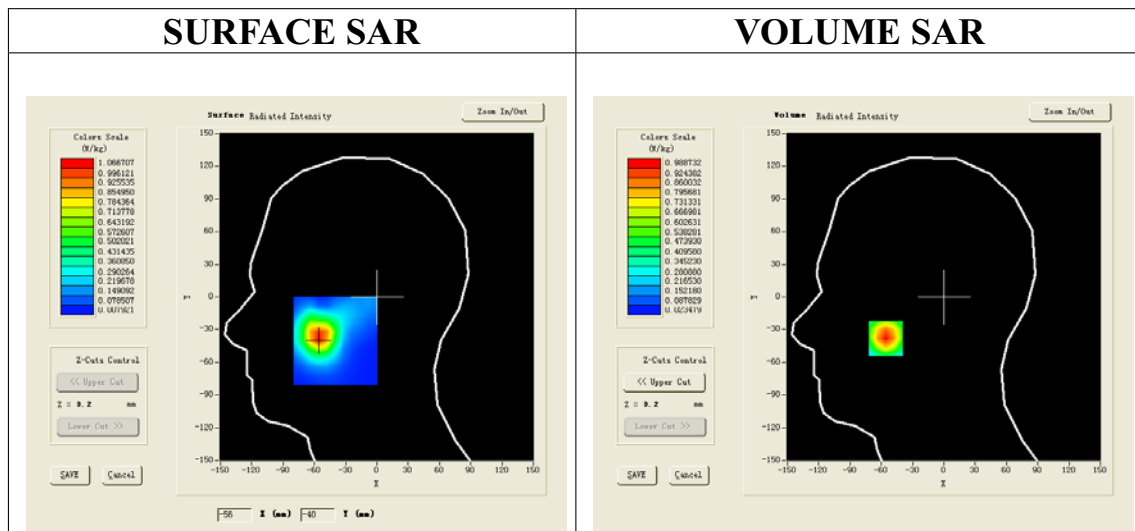 SURFACE SAR
VOLUME SAR
Surface Radiated Intensity
Zoom In/Out
Colors Scale
(W/kg)
1.066707
0.996121
0.925535
0.854950
0.784364
0.713778
0.643192
0.572607
0.502021
0.431435
0.360850
0.290264
0.219678
0.149092
0.078507
0.007921
150
120
90
60
30
0
-30
-60
-90
-120
-150
Y
-150 -120 -90 -60 -30 0 30 60 90 120 150
X
Z-Cuts Control
<< Upper Cut
Z = 0.2 mm
Lower Cut >>
SAVE
Cancel
-56 X (mm) -40 Y (mm)
Volume Radiated Intensity
Zoom In/Out
Colors Scale
(W/kg)
0.988732
0.924382
0.860032
0.795681
0.731331
0.666981
0.602631
0.538281
0.473930
0.409580
0.345230
0.280880
0.216530
0.152180
0.087829
0.023479
150
120
90
60
30
0
-30
-60
-90
-120
-150
Y
-150 -120 -90 -60 -30 0 30 60 90 120 150
X
Z-Cuts Control
<< Upper Cut
Z = 0.2 mm
Lower Cut >>
SAVE
Cancel